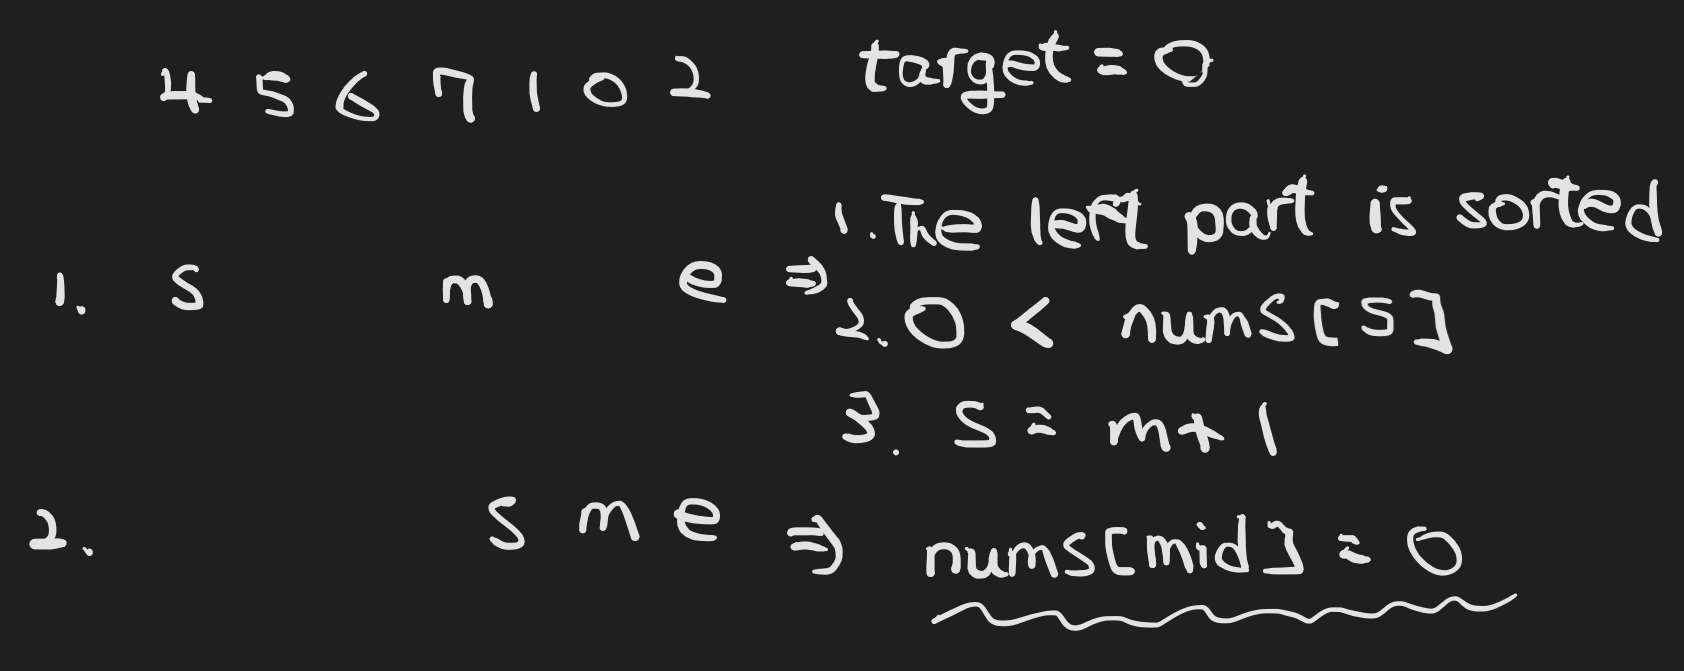 4 5 6 7 1 0 2 target = 0
1. The left part is sorted
1. s m e ⇒
2. 0 < nums[s]
3. s = m + 1
2. s m e ⇒ nums[mid] = 0